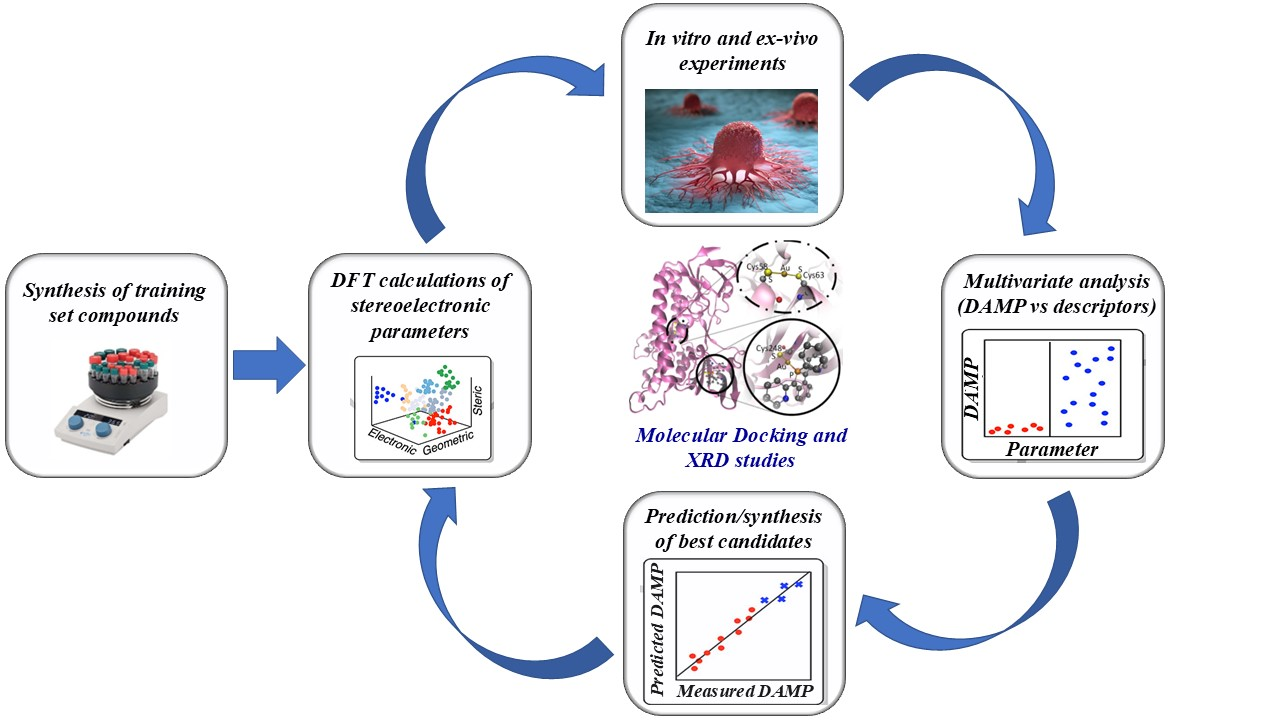 In vitro and ex-vivo
experiments
Synthesis of training
set compounds
DFT calculations of
stereoelectronic
parameters
Electronic
Geometric
Steric
Cys58
Au
S
S
Cys63
Cys248*
S
Au
P
Molecular Docking and
XRD studies
Multivariate analysis
(DAMP vs descriptors)
DAMP
Parameter
Prediction/synthesis
of best candidates
Predicted DAMP
Measured DAMP